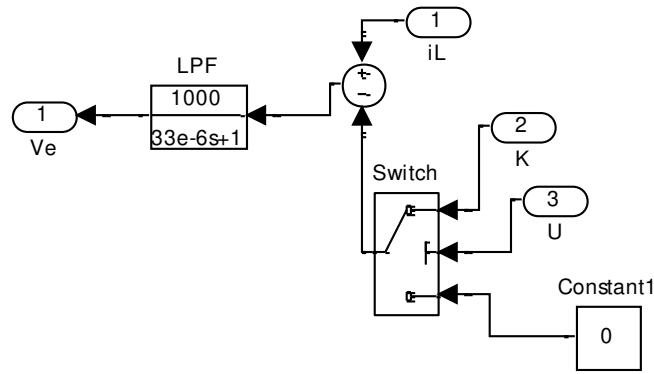 1
iL
+
−
LPF
1000
33e-6s+1
1
Ve
2
K
Switch
3
U
Constant1
0